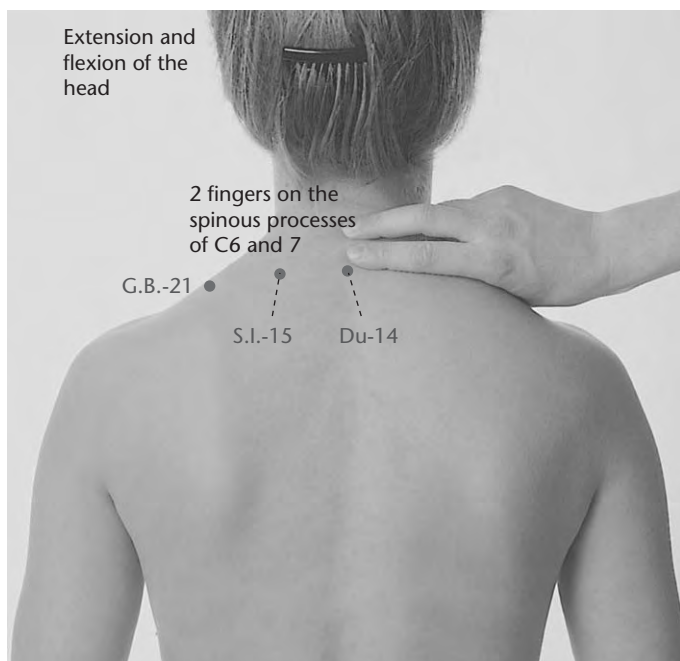 Extension and
flexion of the
head
2 fingers on the
spinous processes
of C6 and 7
G.B.-21
S.I.-15
Du-14